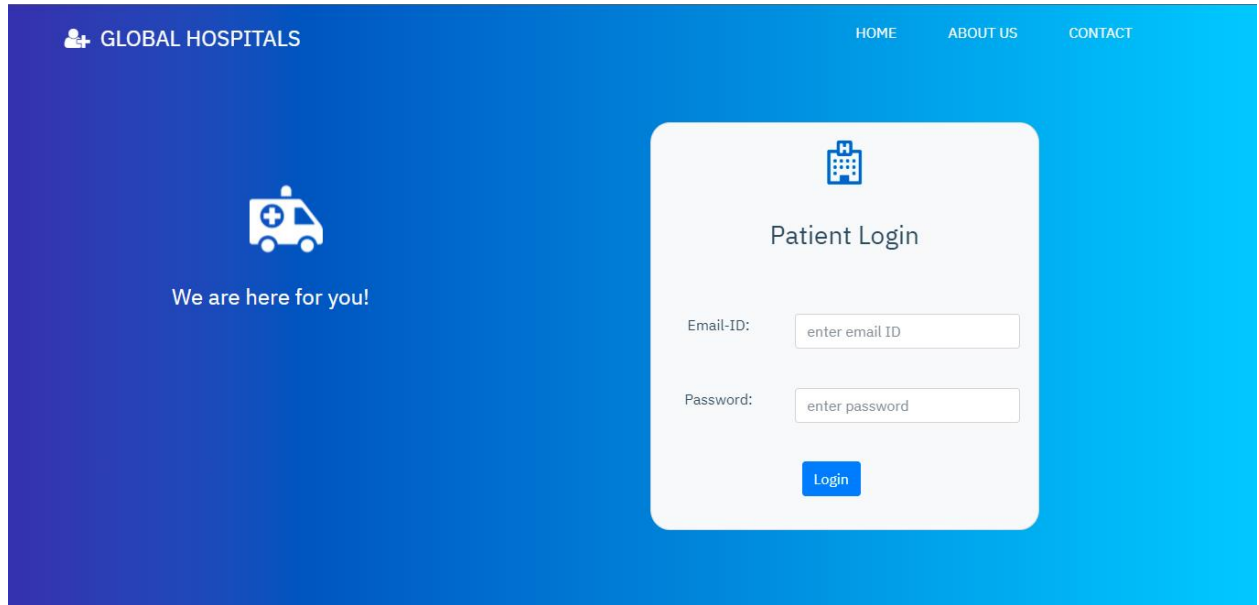 GLOBAL HOSPITALS
HOME ABOUT US CONTACT
We are here for you!
H
Patient Login
Email-ID: enter email ID
Password: enter password
Login